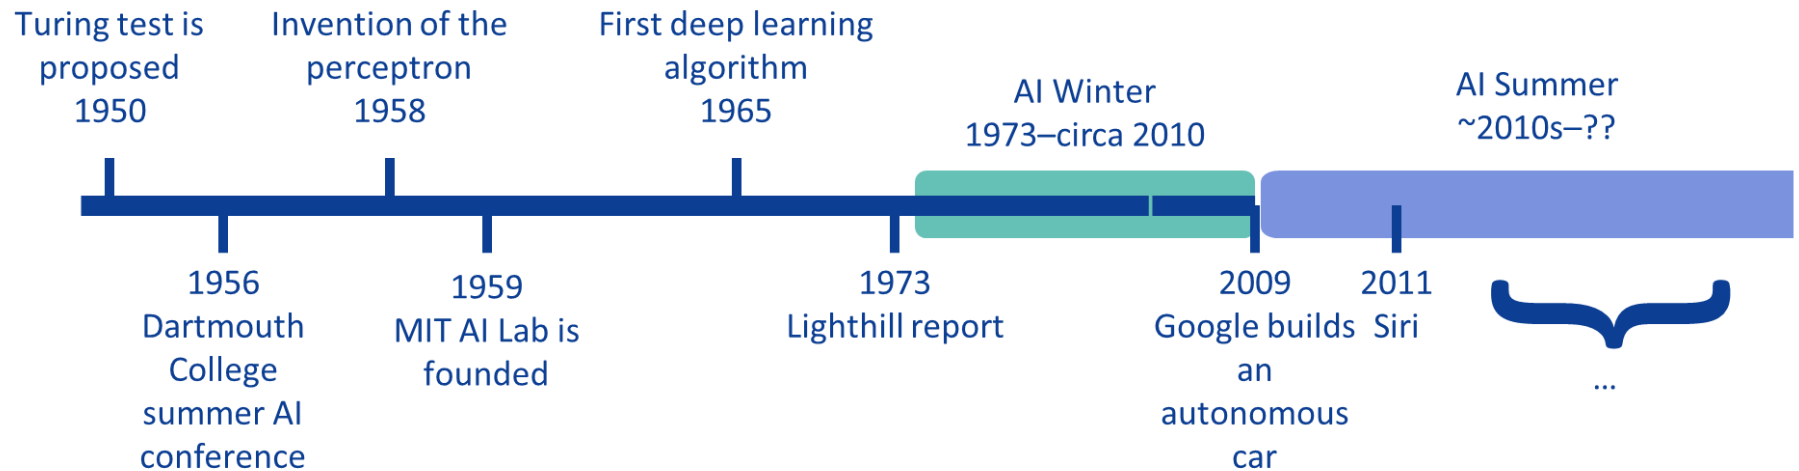 Turing test is
proposed
1950
Invention of the
perceptron
1958
First deep learning
algorithm
1965
AI Winter
1973–circa 2010
AI Summer
~2010s–??
1956
Dartmouth
College
summer AI
conference
1959
MIT AI Lab is
founded
1973
Lighthill report
2009
Google builds
an
autonomous
car
2011
Siri
...